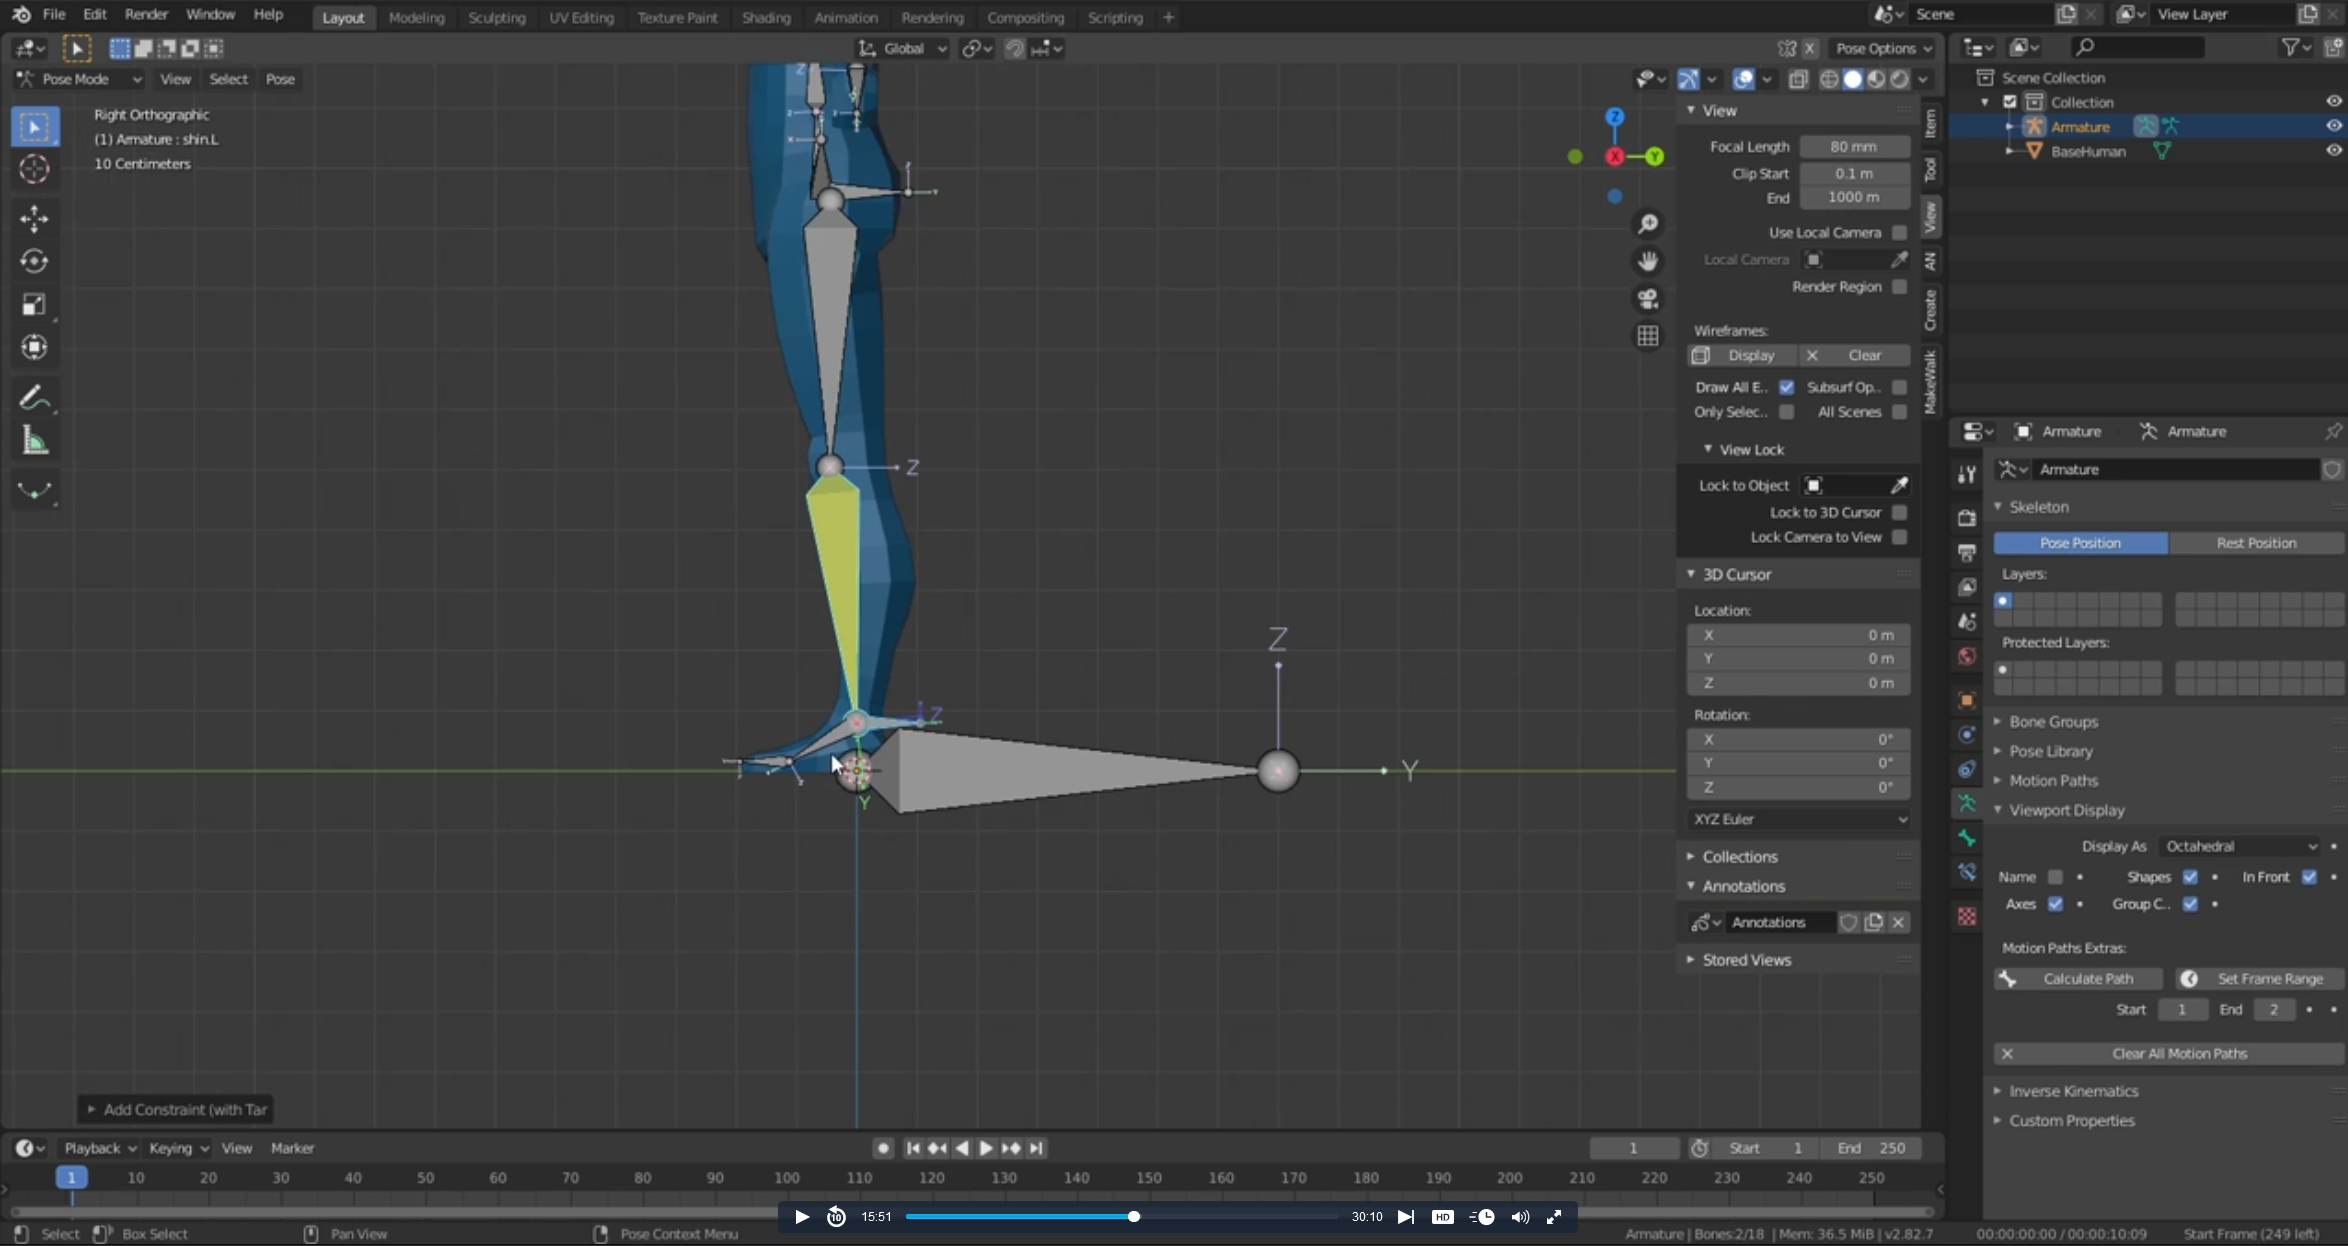 File Edit Render Window Help Layout Modeling Sculpting UV Editing Texture Paint Shading Animation Rendering Compositing Scripting + Scene View Layer
Global Pose Options
Pose Mode View Select Pose
Right Orthographic
(1) Armature : shin.L
10 Centimeters
Z
X
Y
Z
Z
Z
Y
Y
View
Focal Length 80 mm
Clip Start 0.1 m
End 1000 m
Use Local Camera
Local Camera
Render Region
Wireframes:
Display Clear
Draw All E.. Subsurf Op..
Only Selec.. All Scenes
View Lock
Lock to Object
Lock to 3D Cursor
Lock Camera to View
3D Cursor
Location:
X 0 m
Y 0 m
Z 0 m
Rotation:
X 0°
Y 0°
Z 0°
XYZ Euler
Collections
Annotations
Annotations
Stored Views
Item
Tool
View
AN
Create
MakeWalk
Scene Collection
Collection
Armature
BaseHuman
Armature Armature
Armature
Skeleton
Pose Position Rest Position
Layers:
Protected Layers:
Bone Groups
Pose Library
Motion Paths
Viewport Display
Display As Octahedral
Name Shapes In Front
Axes Group C..
Motion Paths Extras:
Calculate Path Set Frame Range
Start 1 End 2
Clear All Motion Paths
Inverse Kinematics
Custom Properties
Add Constraint (with Tar
Playback Keying View Marker 1 Start 1 End 250
1 10 20 30 40 50 60 70 80 90 100 110 120 130 140 150 160 170 180 190 200 210 220 230 240 250
10 15:51 30:10 HD
Select Box Select Pan View Pose Context Menu Armature | Bones:2/18 | Mem: 36.5 MiB | v2.82.7 00:00:00:00 / 00:00:10:09 Start Frame (249 left)